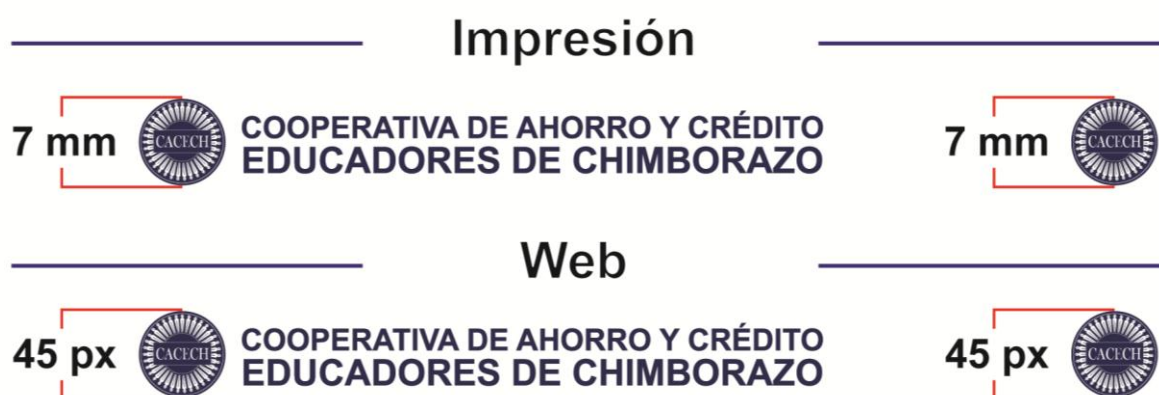 Impresión
7 mm CACECH COOPERATIVA DE AHORRO Y CRÉDITO
EDUCADORES DE CHIMBORAZO
7 mm CACECH
Web
45 px CACECH COOPERATIVA DE AHORRO Y CRÉDITO
EDUCADORES DE CHIMBORAZO
45 px CACECH